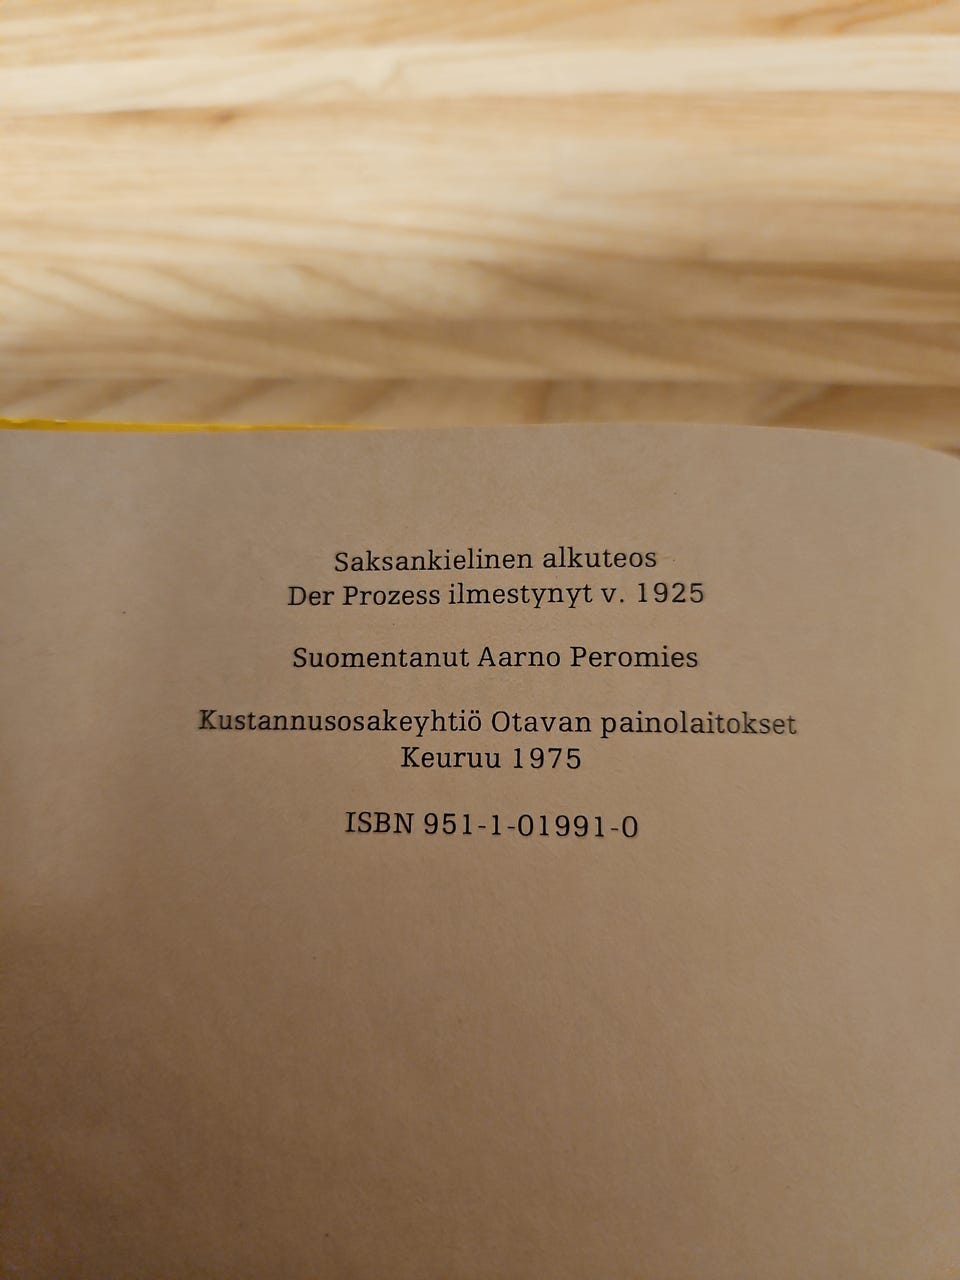 Saksankielinen alkuteos
Der Prozess ilmestynyt v. 1925
Suomentanut Aarno Peromies
Kustannusosakeyhtiö Otavan painolaitokset
Keuruu 1975
ISBN 951-1-01991-0